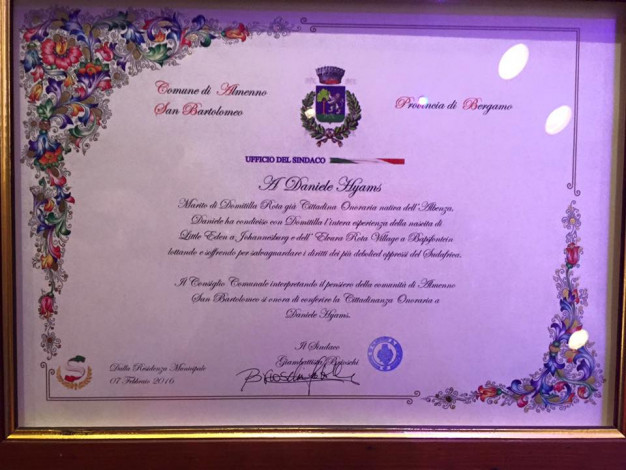 Comune di Almenno
San Bartolomeo
Provincia di Bergamo
UFFICIO DEL SINDACO
A Daniele Hyams
Marito di Domitilla Rota già Cittadina Onoraria nativa dell'Albenza.
Daniele ha condiviso con Domitilla l'intera esperienza della nascita di
Little Eden a Johannesburg e dell' Elvira Rota Village a Bapsfontein
lottando e soffrendo per salvaguardare i diritti dei più deboli ed oppressi del Sudafrica.
Il Consiglio Comunale interpretando il pensiero della comunità di Almenno
San Bartolomeo si onora di conferire la Cittadinanza Onoraria a
Daniele Hyams.
Il Sindaco
Giambattista Brioschi
Dalla Residenza Municipale
07 Febbraio 2016